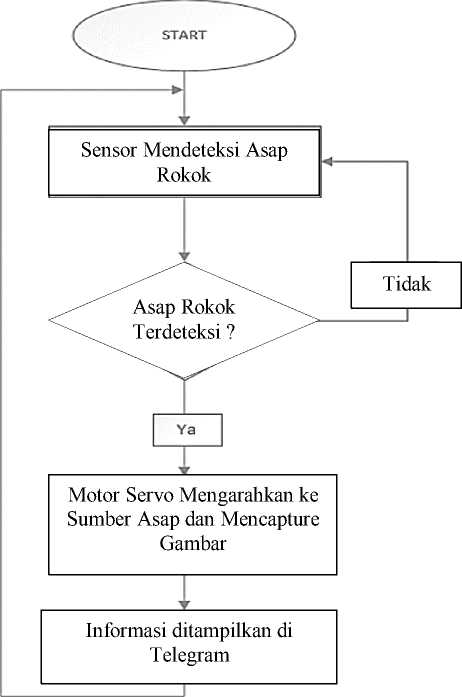 START
Sensor Mendeteksi Asap
Rokok
Tidak
Asap Rokok
Terdeteksi ?
Ya
Motor Servo Mengarahkan ke
Sumber Asap dan Mencapture
Gambar
Informasi ditampilkan di
Telegram